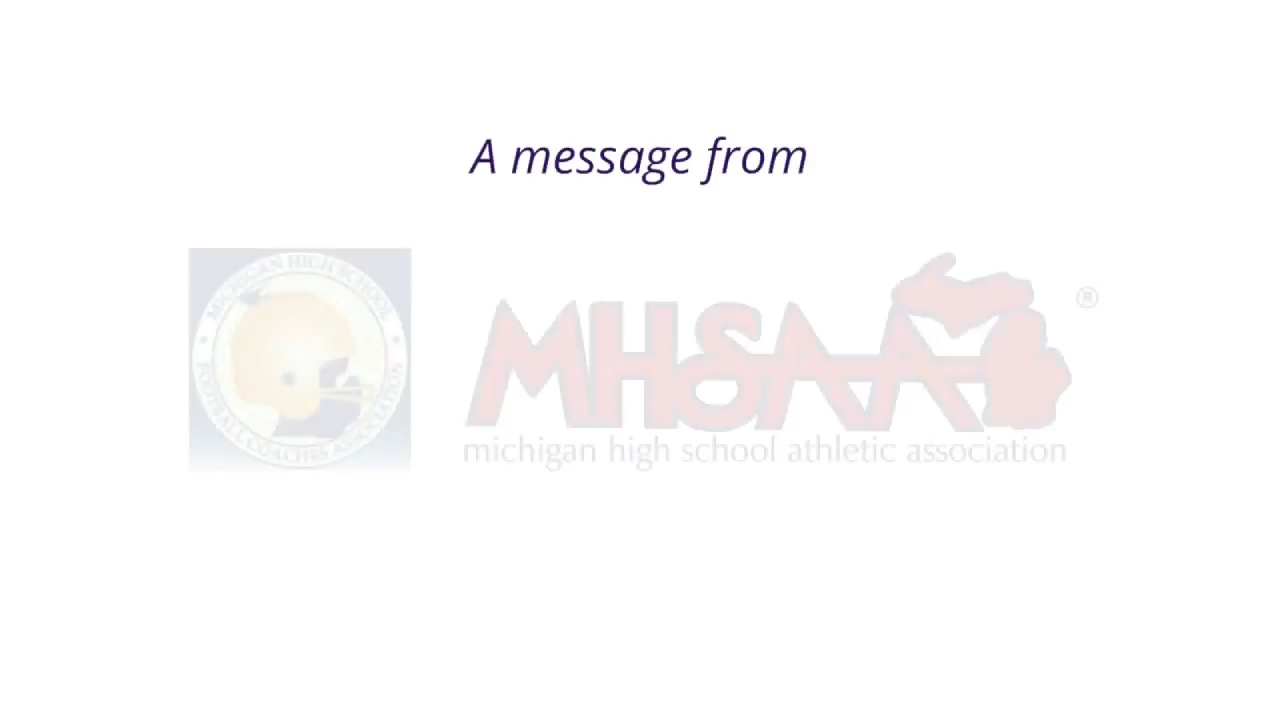 A message from
MICHIGAN HIGH SCHOOL
FOOTBALL COACHES ASSOCIATION
MHSAA ®
michigan high school athletic association